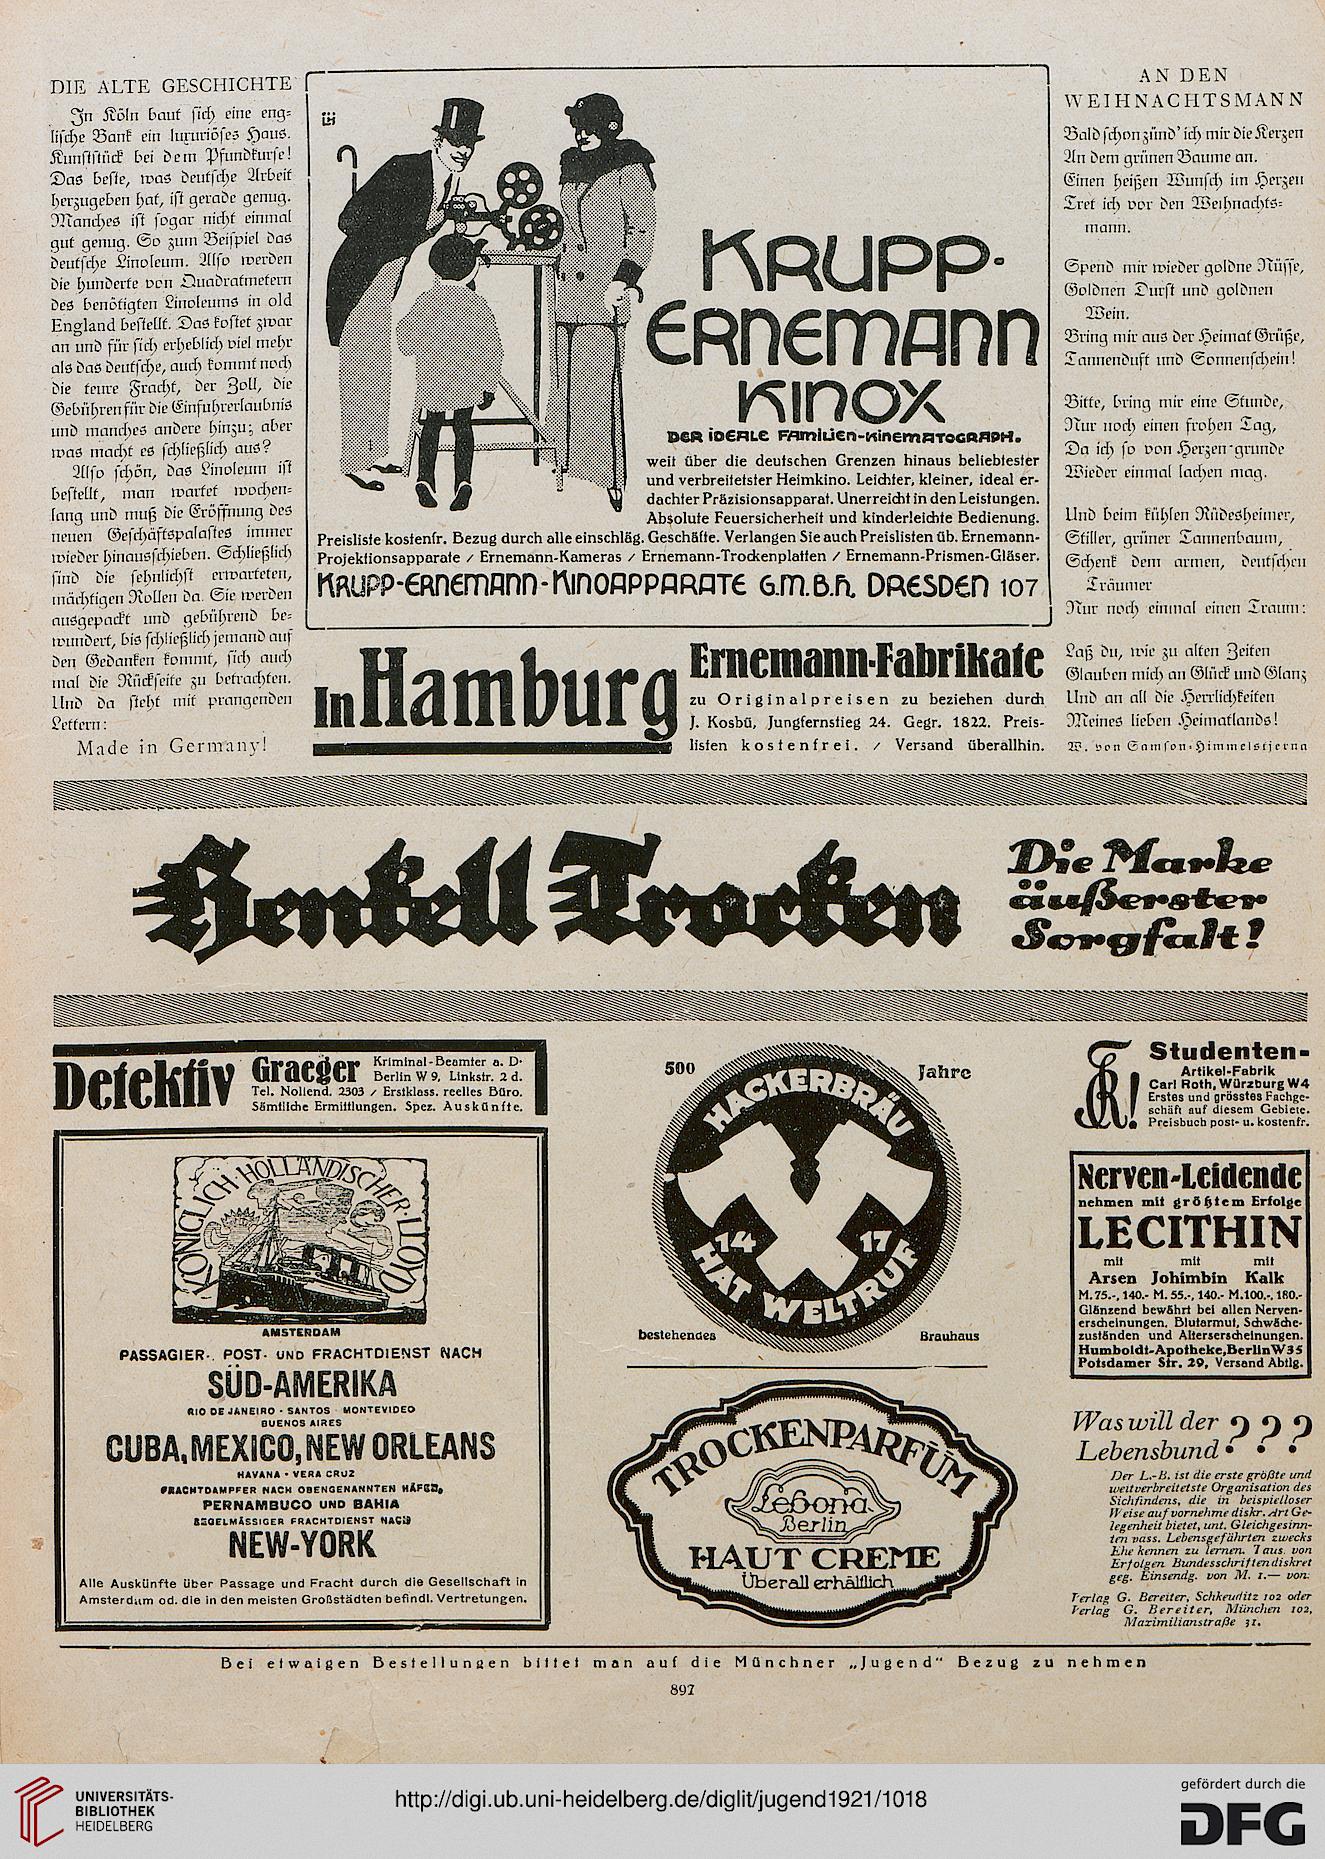 DIE ALTE GESCHICHTE
In Köln baut sich eine eng-
lische Bank ein luxuriöses Haus.
Kunststück bei dem Pfundkurse!
Das beste, was deutsche Arbeit
herzugeben hat, ist gerade genug.
Manches ist sogar nicht einmal
gut genug. So zum Beispiel das
deutsche Linoleum. Also werden
die hunderte von Quadratmetern
des benötigten Linoleums in old
England bestellt. Das kostet zwar
an und für sich erheblich viel mehr
als das deutsche, auch kommt noch
die teure Fracht, der Zoll, die
Gebühren für die Einfuhrerlaubnis
und manches andere hinzu; aber
was macht es schließlich aus?
Also schön, das Linoleum ist
bestellt, man wartet wochen-
lang und muß die Eröffnung des
neuen Geschäftspalastes immer
wieder hinausschieben. Schließlich
sind die sehnlichst erwarteten,
mächtigen Rollen da. Sie werden
ausgepackt und gebührend be-
wundert, bis schließlich jemand auf
den Gedanken kommt, sich auch
mal die Rückseite zu betrachten.
Und da steht mit prangenden
Lettern:
Made in Germany!
KRUPP-
ERNEMANN
KINOX
DER IDEALE FAMILIEN-KINEMATOGRAPH.
weit über die deutschen Grenzen hinaus beliebtester
und verbreitetster Heimkino. Leichter, kleiner, ideal er-
dachter Präzisionsapparat. Unerreicht in den Leistungen.
Absolute Feuersicherheit und kinderleichte Bedienung.
Preisliste kostenfr. Bezug durch alle einschläg. Geschäfte. Verlangen Sie auch Preislisten üb. Ernemann-
Projektionsapparate / Ernemann-Kameras / Ernemann-Trockenplatten / Ernemann-Prismen-Gläser.
KRUPP-ERNEMANN-KINOAPPARATE G.M.B.H. DRESDEN 107
In Hamburg
Ernemann-Fabrikate
zu Originalpreisen zu beziehen durch
J. Kosbü, Jungfernstieg 24. Gegr. 1822. Preis-
listen kostenfrei. / Versand überallhin.
AN DEN
WEIHNACHTSMANN
Bald schon zünd' ich mir die Kerzen
An dem grünen Baume an.
Einen heißen Wunsch im Herzen
Tret ich vor den Weihnachts-
mann.
Spend mir wieder goldne Nüsse,
Goldnen Durst und goldnen
Wein.
Bring mir aus der Heimat Grüße,
Tannenduft und Sonnenschein!
Bitte, bring mir eine Stunde,
Nur noch einen frohen Tag,
Da ich so von Herzensgrunde
Wieder einmal lachen mag.
Und beim kühlen Rüdesheimer,
Stiller, grüner Tannenbaum,
Schenk dem armen, deutschen
Träumer
Nur noch einmal einen Traum:
Laß du, wie zu alten Zeiten
Glauben mich an Glück und Glanz
Und an all die Herrlichkeiten
Meines lieben Heimatlands!
W. von Samson-Himmelstjerna
Henkell Trocken
Die Marke
äußerster
Sorgfalt!
Detektiv Graeger
Kriminal-Beamter a. D.
Berlin W 9, Linkstr. 2 d.
Tel. Nollend. 2303 / Erstklass. reelles Büro.
Sämtliche Ermittlungen. Spez. Auskünfte.
KÖNIGLICH HOLLÄNDISCHER LLOYD
AMSTERDAM
PASSAGIER-, POST- UND FRACHTDIENST NACH
SÜD-AMERIKA
RIO DE JANEIRO - SANTOS MONTEVIDEO
BUENOS AIRES
CUBA, MEXICO, NEW ORLEANS
HAVANA • VERA CRUZ
FRACHTDAMPFER NACH OBENGENANNTEN HÄFEN,
PERNAMBUCO UND BAHIA
REGELMÄSSIGER FRACHTDIENST NACH
NEW-YORK
Alle Auskünfte über Passage und Fracht durch die Gesellschaft in
Amsterdam od. die in den meisten Großstädten befindl. Vertretungen.
500 Jahre
HACKERBRÄU
14 17
HAT WELTRUF
bestehendes Brauhaus
TROCKENPARFÜM
Lebona
Berlin
HAUT CREME
Überall erhältlich
Studenten-
Artikel-Fabrik
Carl Roth, Würzburg W4
Erstes und grösstes Fachge-
schäft auf diesem Gebiete.
Preisbuch post- u. kostenfr.
Nerven-Leidende
nehmen mit größtem Erfolge
LECITHIN
mit mit mit
Arsen Johimbin Kalk
M. 75.-, 140.- M. 55.-, 140.- M. 100.-, 180.-
Glänzend bewährt bei allen Nerven-
erscheinungen, Blutarmut, Schwäche-
zuständen und Alterserscheinungen.
Humboldt-Apotheke, Berlin W 35
Potsdamer Str. 29, Versand Abtlg.
Was will der
Lebensbund ???
Der L.-B. ist die erste größte und
weitverbreitetste Organisation des
Sichfindens, die in beispielloser
Weise auf vornehme diskr. Art Ge-
legenheit bietet, unt. Gleichgesinn-
ten pass. Lebensgefährten zwecks
Ehe kennen zu lernen. Taus. von
Erfolgen. Bundesschriften diskret
geg. Einsendg. von M. 1.— von:
Verlag G. Bereiter, Schkeuditz 102 oder
Verlag G. Bereiter, München 102,
Maximilianstraße 31.
Bei etwaigen Bestellungen bittet man auf die Münchner „Jugend" Bezug zu nehmen
897
UNIVERSITÄTS-
BIBLIOTHEK
HEIDELBERG
http://digi.ub.uni-heidelberg.de/diglit/jugend1921/1018
gefördert durch die
DFG